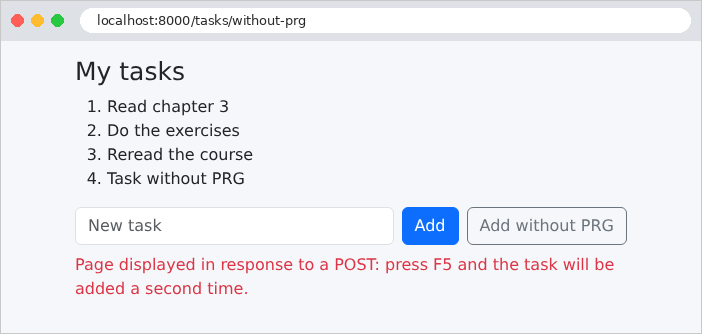 localhost:8000/tasks/without-prg
My tasks
1. Read chapter 3
2. Do the exercises
3. Reread the course
4. Task without PRG
New task
Add
Add without PRG
Page displayed in response to a POST: press F5 and the task will be
added a second time.